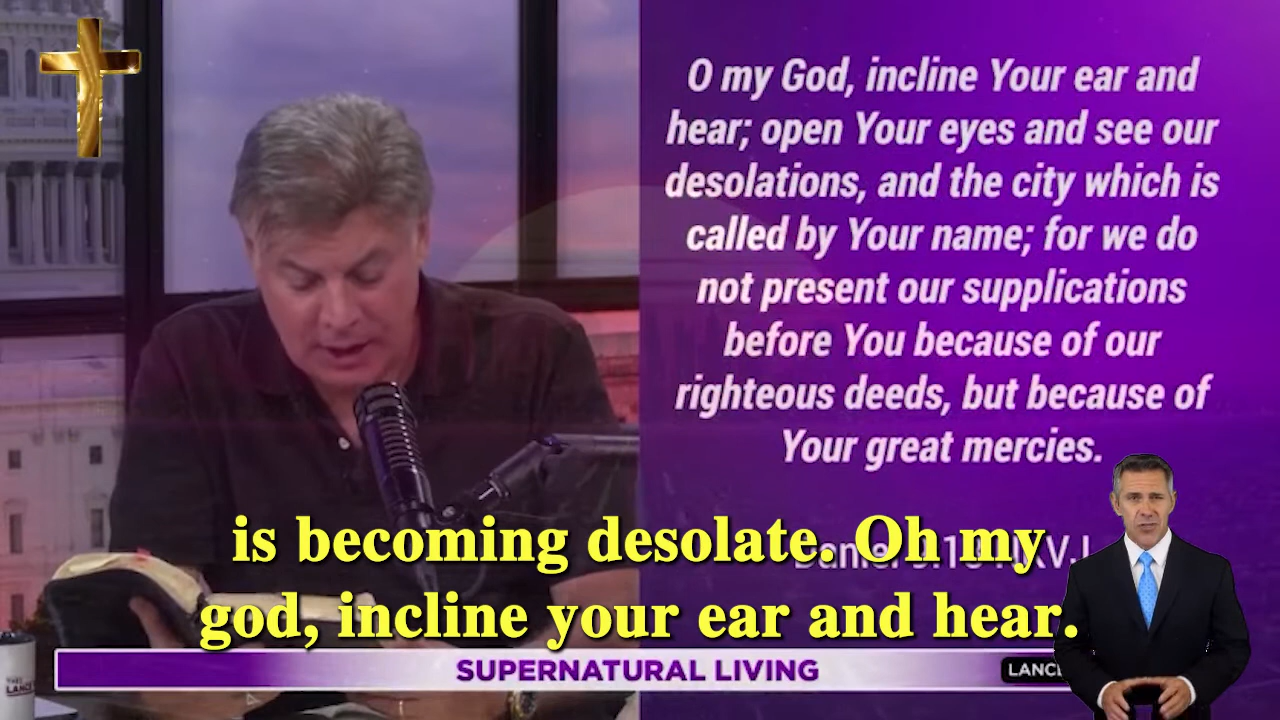 O my God, incline Your ear and
hear; open Your eyes and see our
desolations, and the city which is
called by Your name; for we do
not present our supplications
before You because of our
righteous deeds, but because of
Your great mercies.
is becoming desolate. Oh my
god, incline your ear and hear.
SUPERNATURAL LIVING
LANCE
LANCE